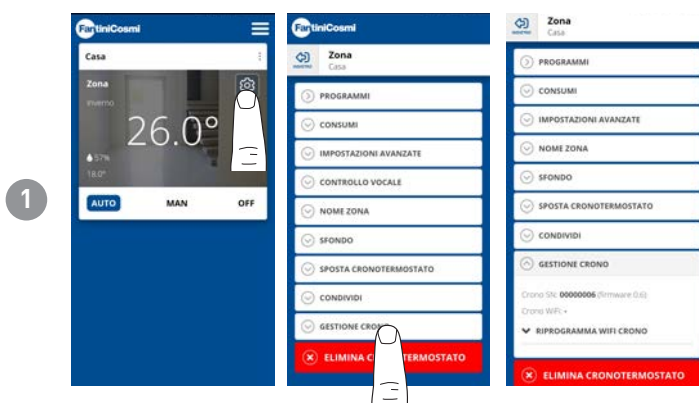 1
FantiniCosmi
Casa
Zona
inverno
26.0°
57%
18.0°
AUTO MAN OFF
FantiniCosmi
INDIETRO
Zona
Casa
PROGRAMMI
CONSUMI
IMPOSTAZIONI AVANZATE
CONTROLLO VOCALE
NOME ZONA
SFONDO
SPOSTA CRONOTERMOSTATO
CONDIVIDI
GESTIONE CRONO
ELIMINA TERMOSTATO
INDIETRO
Zona
Casa
PROGRAMMI
CONSUMI
IMPOSTAZIONI AVANZATE
NOME ZONA
SFONDO
SPOSTA CRONOTERMOSTATO
CONDIVIDI
GESTIONE CRONO
Crono SN: 00000006 (firmware 0.6)
Crono WiFi: -
RIPROGRAMMA WIFI CRONO
ELIMINA CRONOTERMOSTATO